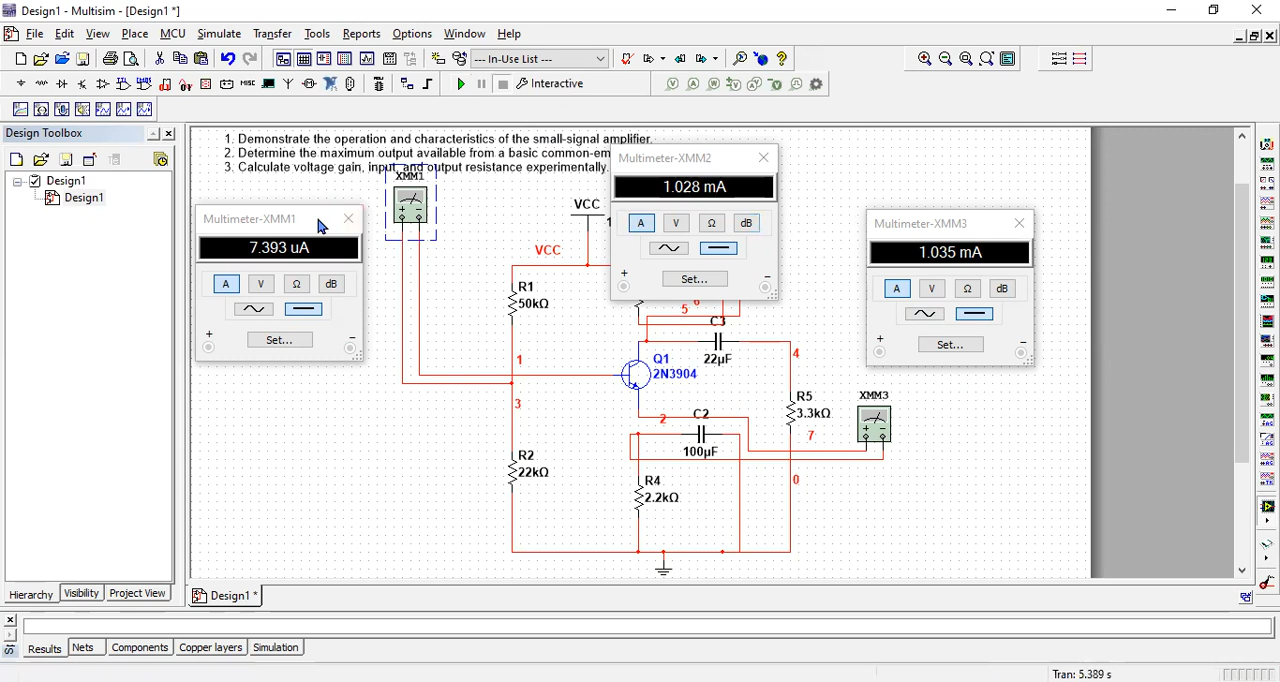 Design1 - Multisim - [Design1 *]
File Edit View Place MCU Simulate Transfer Tools Reports Options Window Help
--- In-Use List ---
MISC Interactive
Design Toolbox
Design1
Design1
1. Demonstrate the operation and characteristics of the small-signal amplifier.
2. Determine the maximum output available from a basic common-em
3. Calculate voltage gain, input and output resistance experimentally.
XMM1
Multimeter-XMM1
7.393 uA
A V Ω dB
Set...
+ −
Multimeter-XMM2
1.028 mA
A V Ω dB
Set...
+ −
Multimeter-XMM3
1.035 mA
A V Ω dB
Set...
+ −
VCC
VCC
R1
50kΩ
5 6
C3
22µF
1
Q1
2N3904
4
3
2
C2
100µF
R5
3.3kΩ
7
XMM3
R2
22kΩ
R4
2.2kΩ
0
Hierarchy Visibility Project View
Design1 *
Results Nets Components Copper layers Simulation
Tran: 5.389 s